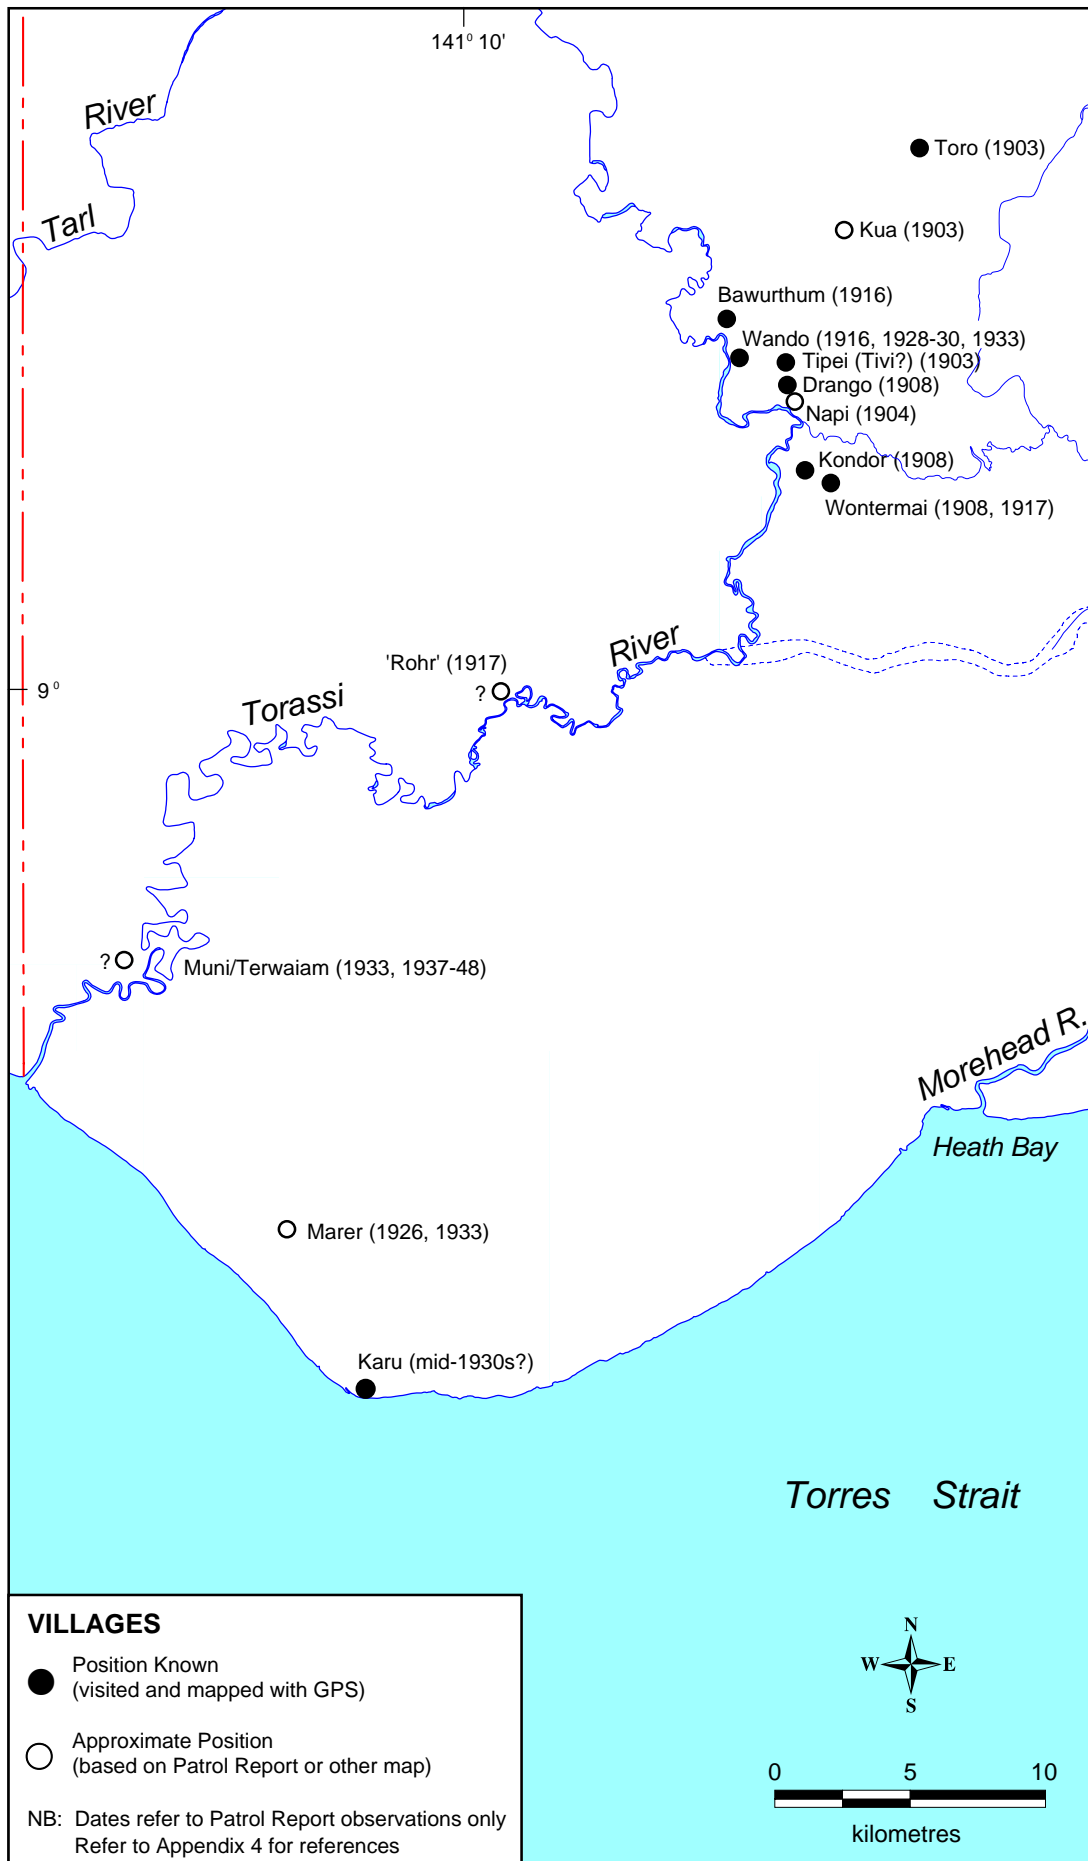 141⁰ 10'
River
Tarl
Toro (1903)
Kua (1903)
Bawurthum (1916)
Wando (1916, 1928-30, 1933)
Tipei (Tivi?) (1903)
Drango (1908)
Napi (1904)
Kondor (1908)
Wontermai (1908, 1917)
River
'Rohr' (1917)
?
9⁰
Torassi
?
Muni/Terwaiam (1933, 1937-48)
Morehead R.
Heath Bay
Marer (1926, 1933)
Karu (mid-1930s?)
Torres Strait
VILLAGES
Position Known
(visited and mapped with GPS)
Approximate Position
(based on Patrol Report or other map)
NB: Dates refer to Patrol Report observations only
Refer to Appendix 4 for references
N
W E
S
0 5 10
kilometres